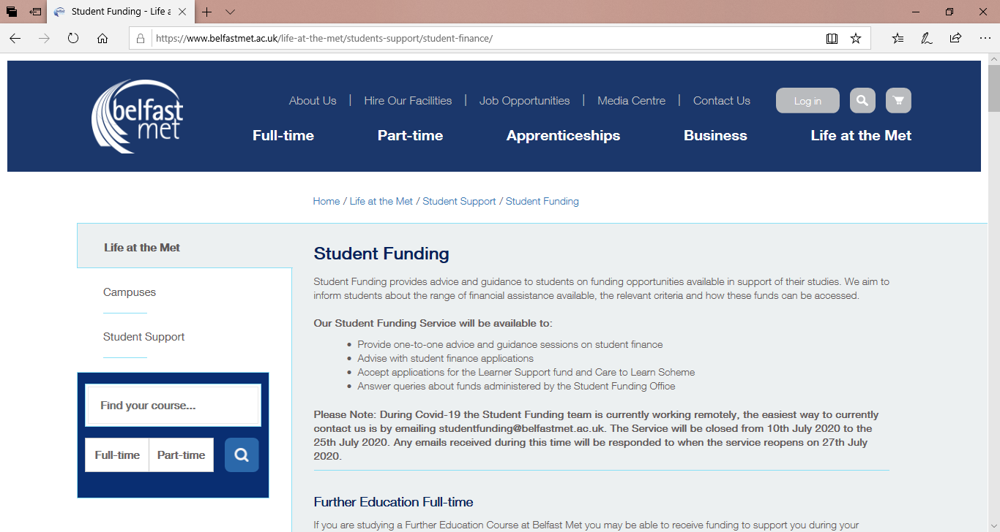 Student Funding - Life a
https://www.belfastmet.ac.uk/life-at-the-met/students-support/student-finance/
belfast
met
About Us | Hire Our Facilities | Job Opportunities | Media Centre | Contact Us
Log in
Full-time Part-time Apprenticeships Business Life at the Met
Home / Life at the Met / Student Support / Student Funding
Life at the Met
Campuses
Student Support
Find your course...
Full-time Part-time
Student Funding
Student Funding provides advice and guidance to students on funding opportunities available in support of their studies. We aim to
inform students about the range of financial assistance available, the relevant criteria and how these funds can be accessed.
Our Student Funding Service will be available to:
• Provide one-to-one advice and guidance sessions on student finance
• Advise with student finance applications
• Accept applications for the Learner Support fund and Care to Learn Scheme
• Answer queries about funds administered by the Student Funding Office
Please Note: During Covid-19 the Student Funding team is currently working remotely, the easiest way to currently
contact us is by emailing studentfunding@belfastmet.ac.uk. The Service will be closed from 10th July 2020 to the
25th July 2020. Any emails received during this time will be responded to when the service reopens on 27th July
2020.
Further Education Full-time
If you are studying a Further Education Course at Belfast Met you may be able to receive funding to support you during your